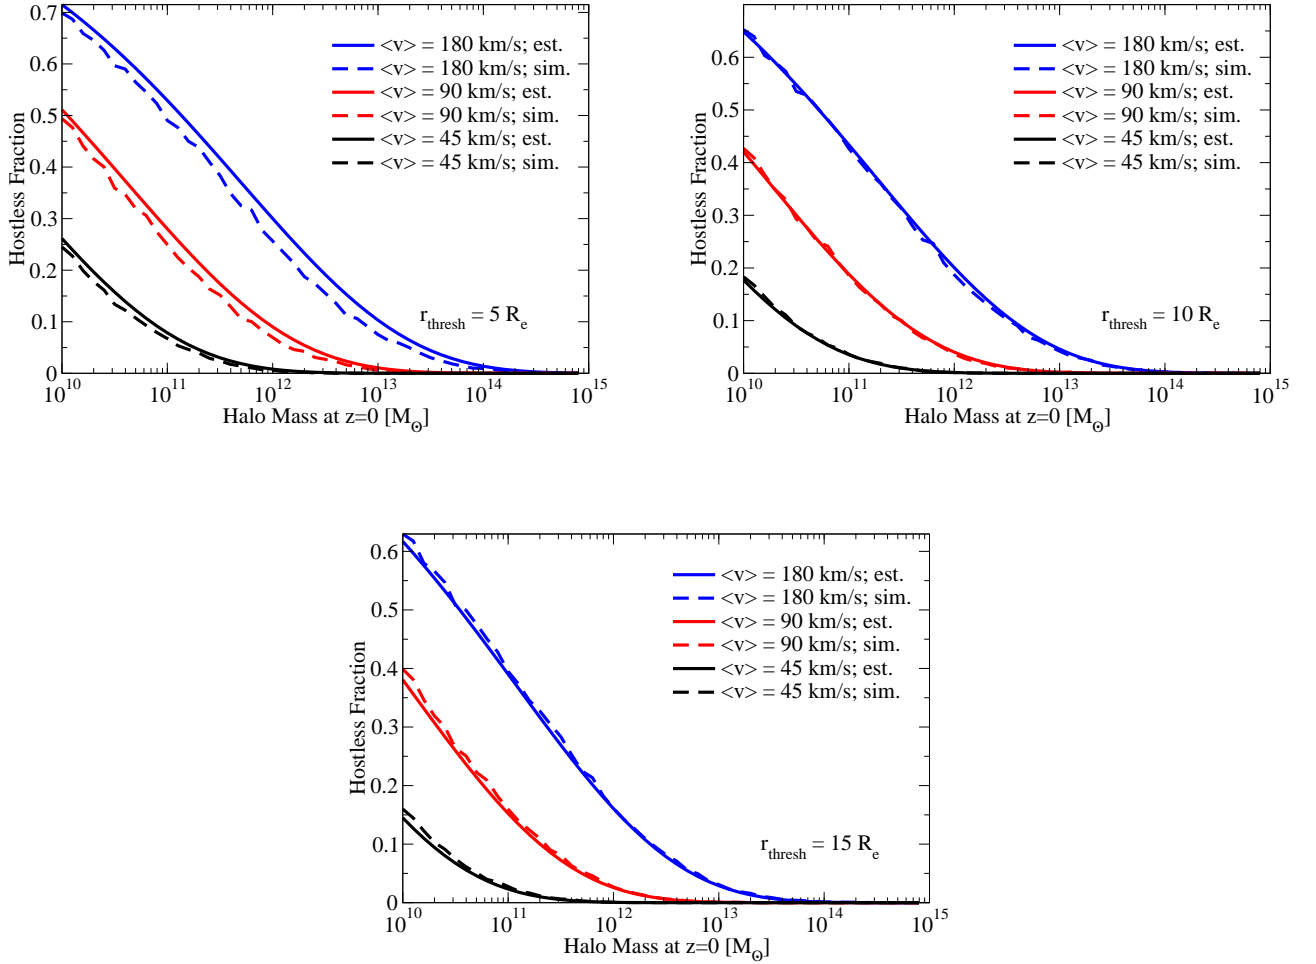 <v> = 180 km/s; est.
<v> = 180 km/s; sim.
<v> = 90 km/s; est.
<v> = 90 km/s; sim.
<v> = 45 km/s; est.
<v> = 45 km/s; sim.
r_thresh = 5 R_e
Hostless Fraction
0.7
0.6
0.5
0.4
0.3
0.2
0.1
0
10^10 10^11 10^12 10^13 10^14 10^15
Halo Mass at z=0 [M_⊙]
<v> = 180 km/s; est.
<v> = 180 km/s; sim.
<v> = 90 km/s; est.
<v> = 90 km/s; sim.
<v> = 45 km/s; est.
<v> = 45 km/s; sim.
r_thresh = 10 R_e
Hostless Fraction
0.7
0.6
0.5
0.4
0.3
0.2
0.1
0
10^10 10^11 10^12 10^13 10^14 10^15
Halo Mass at z=0 [M_⊙]
<v> = 180 km/s; est.
<v> = 180 km/s; sim.
<v> = 90 km/s; est.
<v> = 90 km/s; sim.
<v> = 45 km/s; est.
<v> = 45 km/s; sim.
r_thresh = 15 R_e
Hostless Fraction
0.6
0.5
0.4
0.3
0.2
0.1
0
10^10 10^11 10^12 10^13 10^14 10^15
Halo Mass at z=0 [M_⊙]